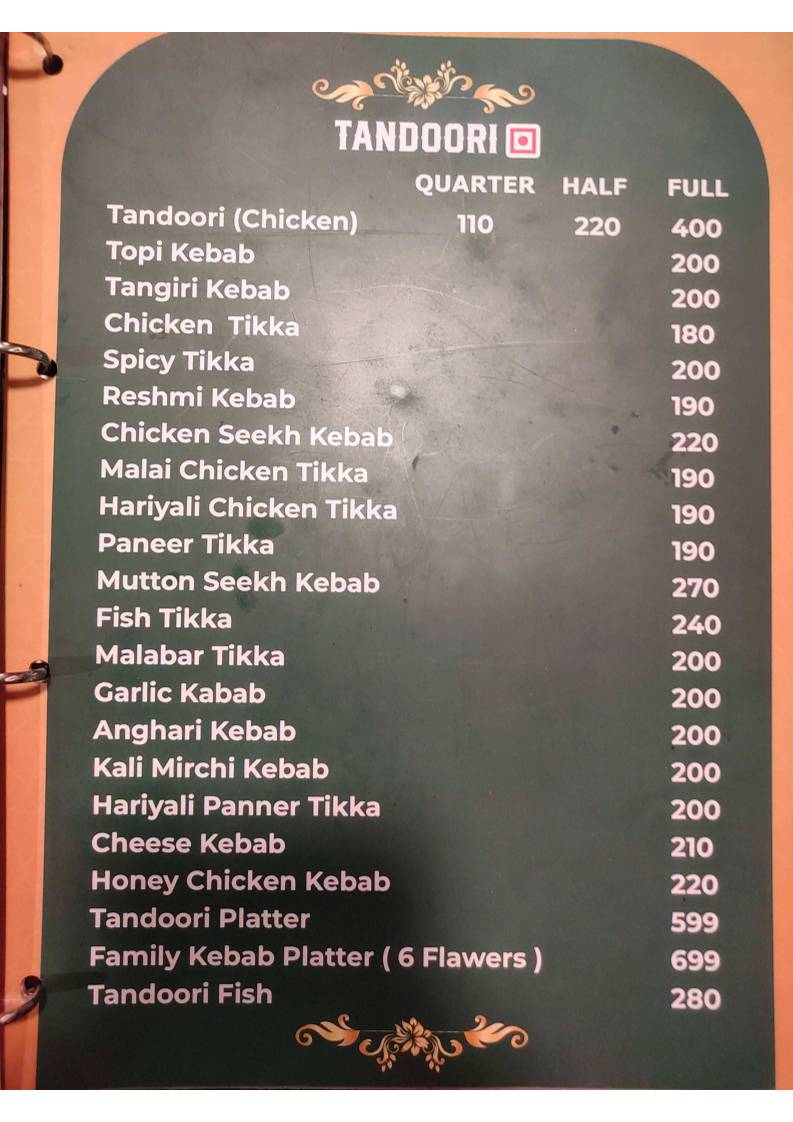 TANDOORI
QUARTER HALF FULL
Tandoori (Chicken) 110 220 400
Topi Kebab 200
Tangiri Kebab 200
Chicken Tikka 180
Spicy Tikka 200
Reshmi Kebab 190
Chicken Seekh Kebab 220
Malai Chicken Tikka 190
Hariyali Chicken Tikka 190
Paneer Tikka 190
Mutton Seekh Kebab 270
Fish Tikka 240
Malabar Tikka 200
Garlic Kabab 200
Anghari Kebab 200
Kali Mirchi Kebab 200
Hariyali Panner Tikka 200
Cheese Kebab 210
Honey Chicken Kebab 220
Tandoori Platter 599
Family Kebab Platter ( 6 Flawers ) 699
Tandoori Fish 280